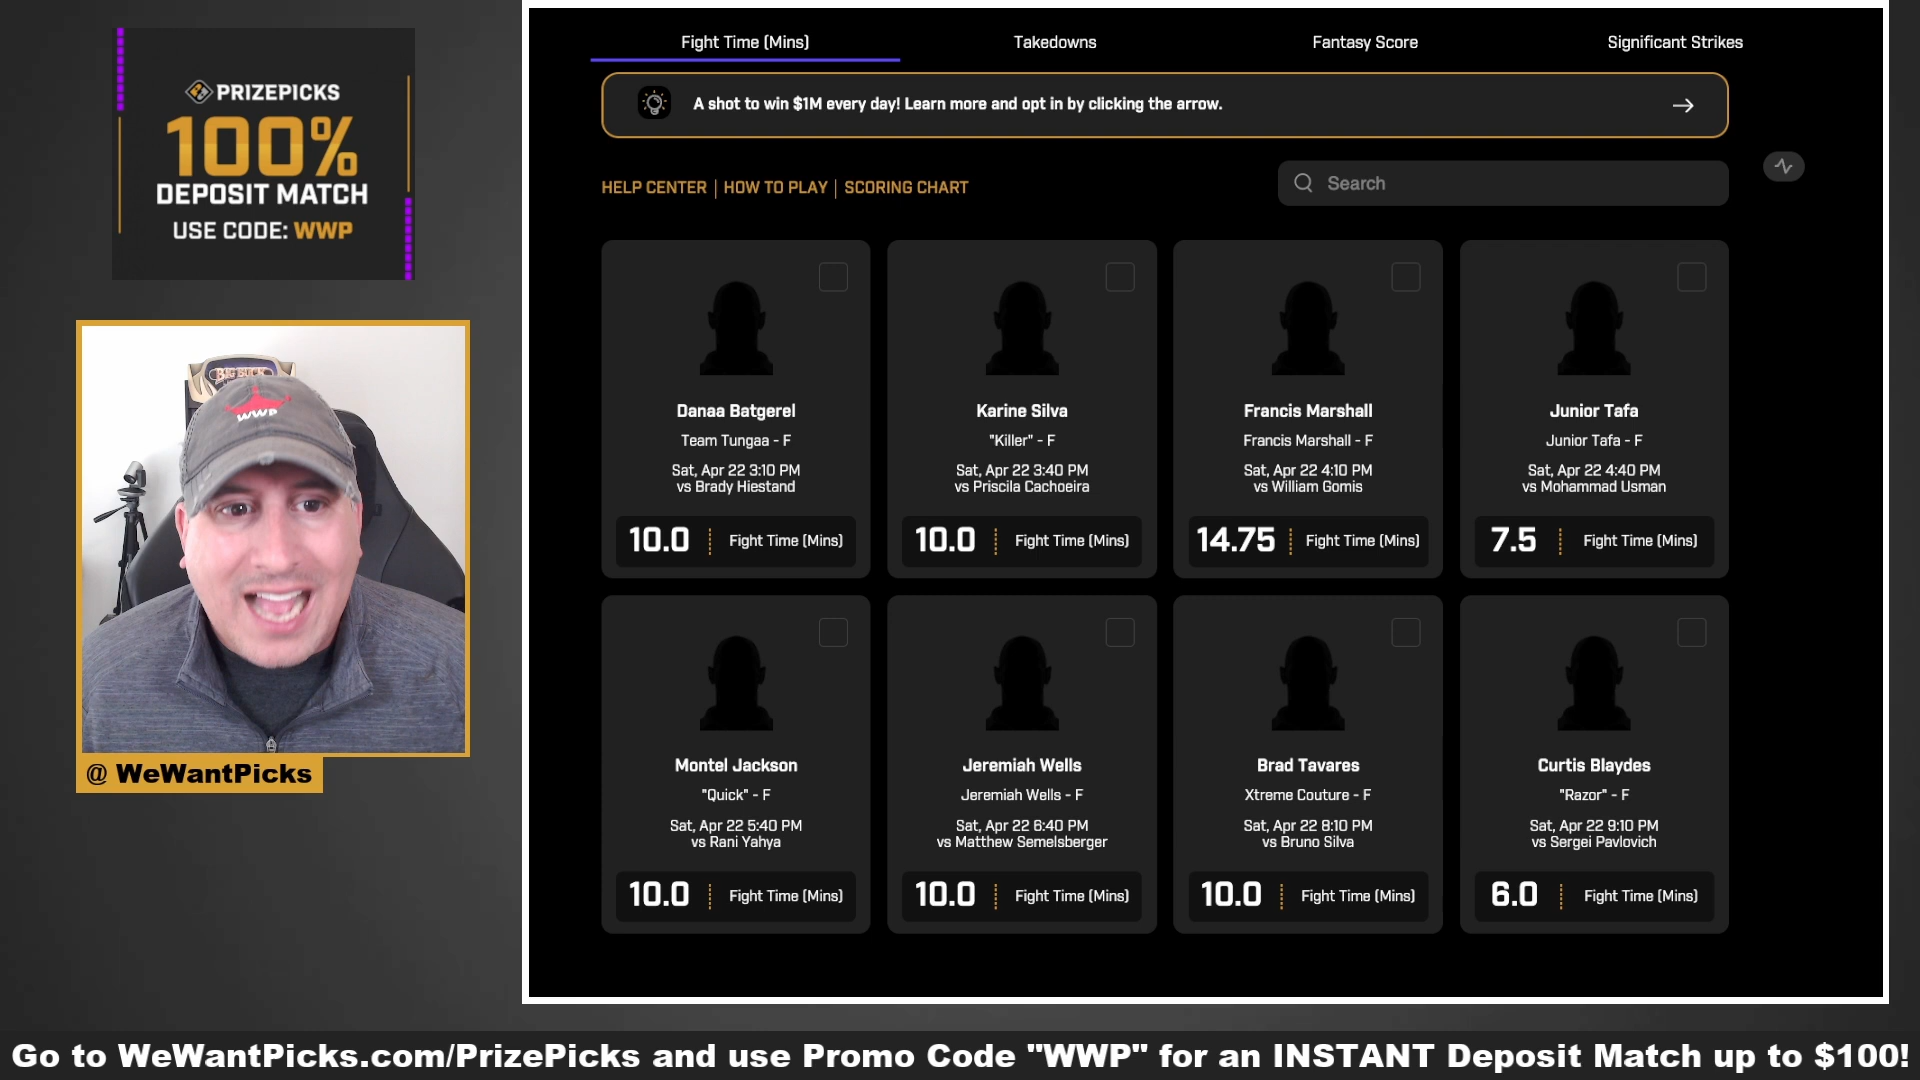 PRIZEPICKS
100%
DEPOSIT MATCH
USE CODE: WWP
BIG BUCK
WWP
@ WeWantPicks
Fight Time (Mins)
Takedowns
Fantasy Score
Significant Strikes
A shot to win $1M every day! Learn more and opt in by clicking the arrow.
HELP CENTER | HOW TO PLAY | SCORING CHART
Search
Danaa Batgerel
Team Tungaa - F
Sat, Apr 22 3:10 PM
vs Brady Hiestand
10.0 Fight Time (Mins)
Karine Silva
"Killer" - F
Sat, Apr 22 3:40 PM
vs Priscila Cachoeira
10.0 Fight Time (Mins)
Francis Marshall
Francis Marshall - F
Sat, Apr 22 4:10 PM
vs William Gomis
14.75 Fight Time (Mins)
Junior Tafa
Junior Tafa - F
Sat, Apr 22 4:40 PM
vs Mohammad Usman
7.5 Fight Time (Mins)
Montel Jackson
"Quick" - F
Sat, Apr 22 5:40 PM
vs Rani Yahya
10.0 Fight Time (Mins)
Jeremiah Wells
Jeremiah Wells - F
Sat, Apr 22 6:40 PM
vs Matthew Semelsberger
10.0 Fight Time (Mins)
Brad Tavares
Xtreme Couture - F
Sat, Apr 22 8:10 PM
vs Bruno Silva
10.0 Fight Time (Mins)
Curtis Blaydes
"Razor" - F
Sat, Apr 22 9:10 PM
vs Sergei Pavlovich
6.0 Fight Time (Mins)
Go to WeWantPicks.com/PrizePicks and use Promo Code "WWP" for an INSTANT Deposit Match up to $100!